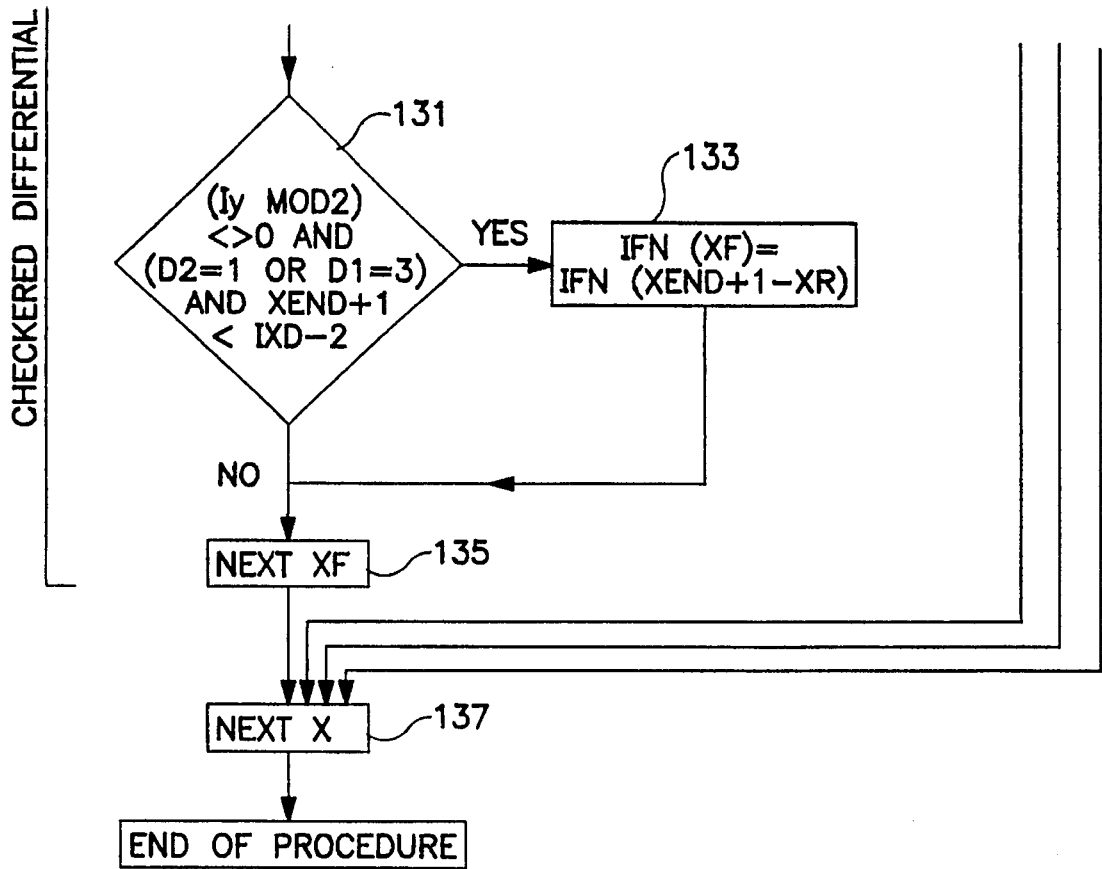 CHECKERED DIFFERENTIAL
131
(Iy MOD2)
<>0 AND
(D2=1 OR D1=3)
AND XEND+1
< IXD-2
YES
133
IFN (XF)=
IFN (XEND+1-XR)
NO
NEXT XF
135
NEXT X
137
END OF PROCEDURE